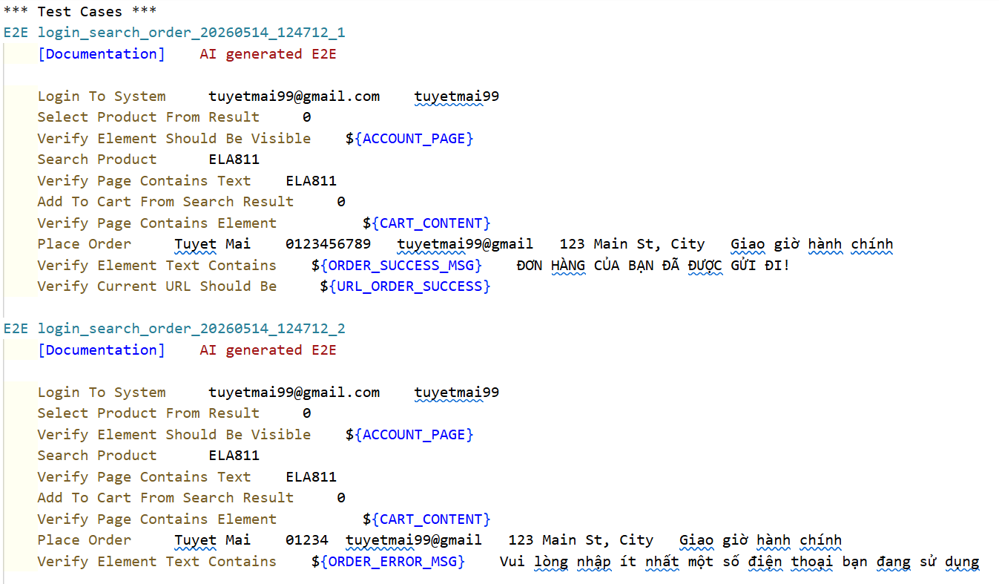 *** Test Cases ***
E2E login_search_order_20260514_124712_1
[Documentation]    AI generated E2E
Login To System     tuyetmai99@gmail.com    tuyetmai99
Select Product From Result     0
Verify Element Should Be Visible    ${ACCOUNT_PAGE}
Search Product      ELA811
Verify Page Contains Text    ELA811
Add To Cart From Search Result     0
Verify Page Contains Element          ${CART_CONTENT}
Place Order     Tuyet Mai    0123456789   tuyetmai99@gmail   123 Main St, City   Giao giờ hành chính
Verify Element Text Contains    ${ORDER_SUCCESS_MSG}    ĐƠN HÀNG CỦA BẠN ĐÃ ĐƯỢC GỬI ĐI!
Verify Current URL Should Be     ${URL_ORDER_SUCCESS}
E2E login_search_order_20260514_124712_2
[Documentation]    AI generated E2E
Login To System     tuyetmai99@gmail.com    tuyetmai99
Select Product From Result     0
Verify Element Should Be Visible    ${ACCOUNT_PAGE}
Search Product      ELA811
Verify Page Contains Text    ELA811
Add To Cart From Search Result     0
Verify Page Contains Element          ${CART_CONTENT}
Place Order     Tuyet Mai    01234  tuyetmai99@gmail   123 Main St, City   Giao giờ hành chính
Verify Element Text Contains    ${ORDER_ERROR_MSG}    Vui lòng nhập ít nhất một số điện thoại bạn đang sử dụng